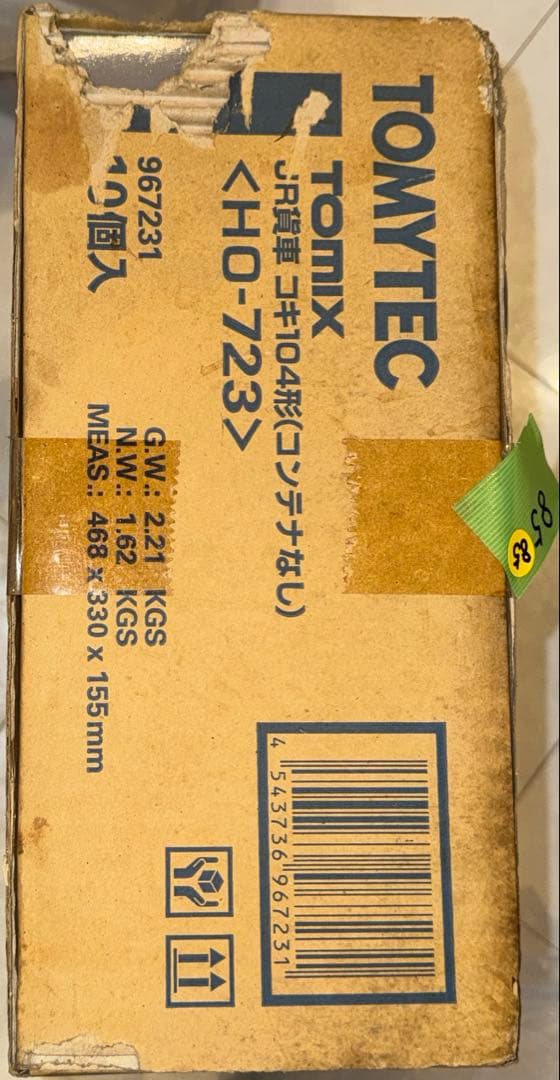 TOMYTEC
TOMIX
JR貨車 コキ104形(コンテナなし)
<HO-723>
967231
10個入
G.W.: 2.21 KGS
N.W.: 1.62 KGS
MEAS.: 468 x 330 x 155mm
4 543736 967231
85
85